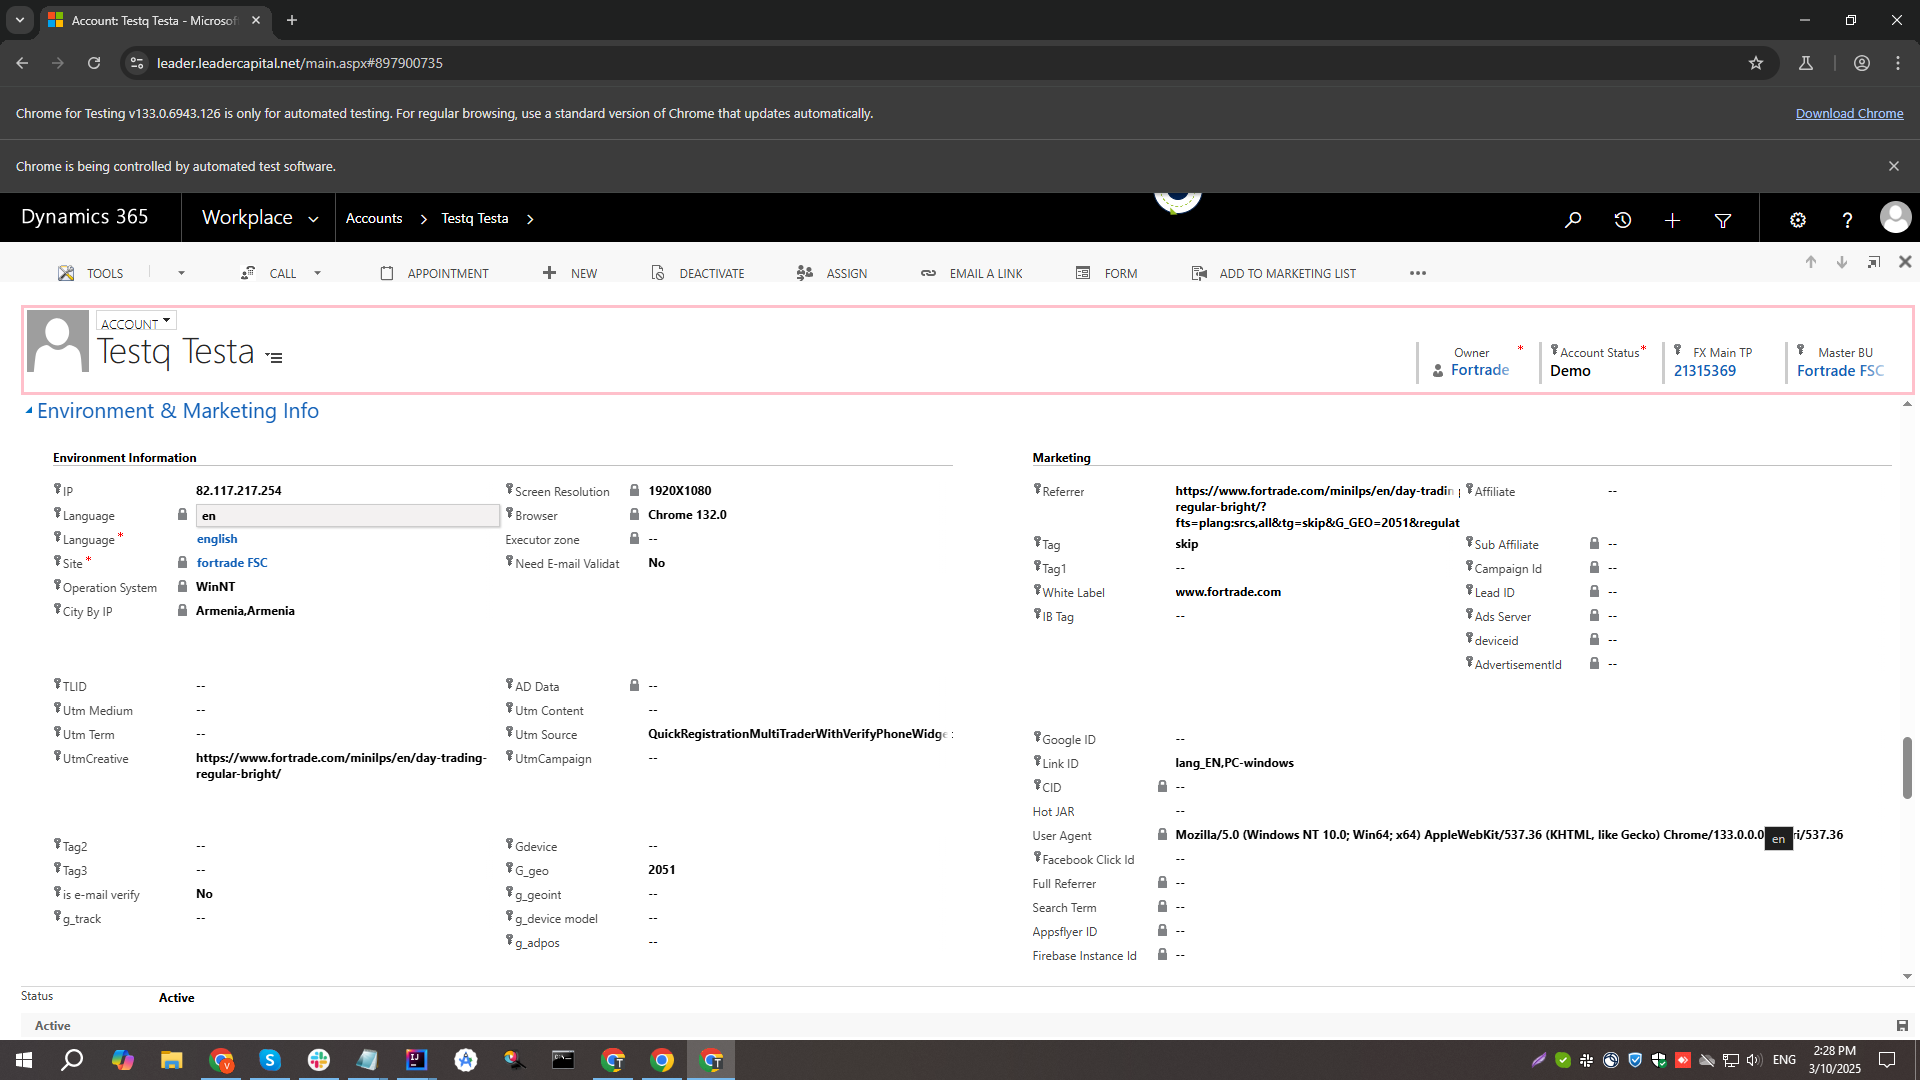 Account: Testq Testa - Microsof
leader.leadercapital.net/main.aspx#897900735
Chrome for Testing v133.0.6943.126 is only for automated testing. For regular browsing, use a standard version of Chrome that updates automatically.
Download Chrome
Chrome is being controlled by automated test software.
Dynamics 365
Workplace
Accounts
Testq Testa
TOOLS
CALL
APPOINTMENT
NEW
DEACTIVATE
ASSIGN
EMAIL A LINK
FORM
ADD TO MARKETING LIST
ACCOUNT
Testq Testa
Owner *
Fortrade
Account Status *
Demo
FX Main TP
21315369
Master BU
Fortrade FSC
Environment & Marketing Info
Environment Information
IP 82.117.217.254
Language en
Language * english
Site * fortrade FSC
Operation System WinNT
City By IP Armenia,Armenia
Screen Resolution 1920X1080
Browser Chrome 132.0
Executor zone --
Need E-mail Validat No
TLID --
Utm Medium --
Utm Term --
UtmCreative https://www.fortrade.com/minilps/en/day-trading-
regular-bright/
AD Data --
Utm Content --
Utm Source QuickRegistrationMultiTraderWithVerifyPhoneWidge
UtmCampaign --
Tag2 --
Tag3 --
is e-mail verify No
g_track --
Gdevice --
G_geo 2051
g_geoint --
g_device model --
g_adpos --
Marketing
Referrer https://www.fortrade.com/minilps/en/day-tradin
regular-bright/?
fts=plang:srcs,all&tg=skip&G_GEO=2051&regulat
Tag skip
Tag1 --
White Label www.fortrade.com
IB Tag --
Affiliate --
Sub Affiliate --
Campaign Id --
Lead ID --
Ads Server --
deviceid --
AdvertisementId --
Google ID --
Link ID lang_EN,PC-windows
CID --
Hot JAR --
User Agent Mozilla/5.0 (Windows NT 10.0; Win64; x64) AppleWebKit/537.36 (KHTML, like Gecko) Chrome/133.0.0.0 ri/537.36
en
Facebook Click Id --
Full Referrer --
Search Term --
Appsflyer ID --
Firebase Instance Id --
Status Active
Active
ENG
2:28 PM
3/10/2025